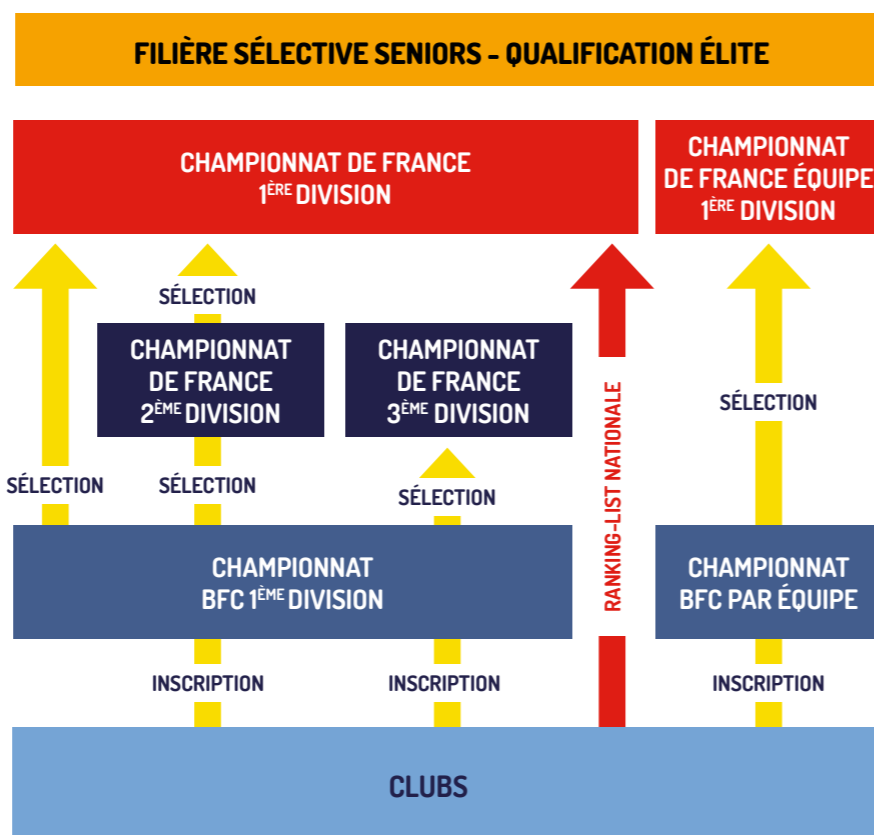 FILIÈRE SÉLECTIVE SENIORS - QUALIFICATION ÉLITE
CHAMPIONNAT DE FRANCE
1ÈRE DIVISION
CHAMPIONNAT
DE FRANCE ÉQUIPE
1ÈRE DIVISION
SÉLECTION
CHAMPIONNAT
DE FRANCE
2ÈME DIVISION
CHAMPIONNAT
DE FRANCE
3ÈME DIVISION
RANKING-LIST NATIONALE
SÉLECTION
SÉLECTION
SÉLECTION
SÉLECTION
CHAMPIONNAT
BFC 1ÈME DIVISION
CHAMPIONNAT
BFC PAR ÉQUIPE
INSCRIPTION
INSCRIPTION
INSCRIPTION
CLUBS